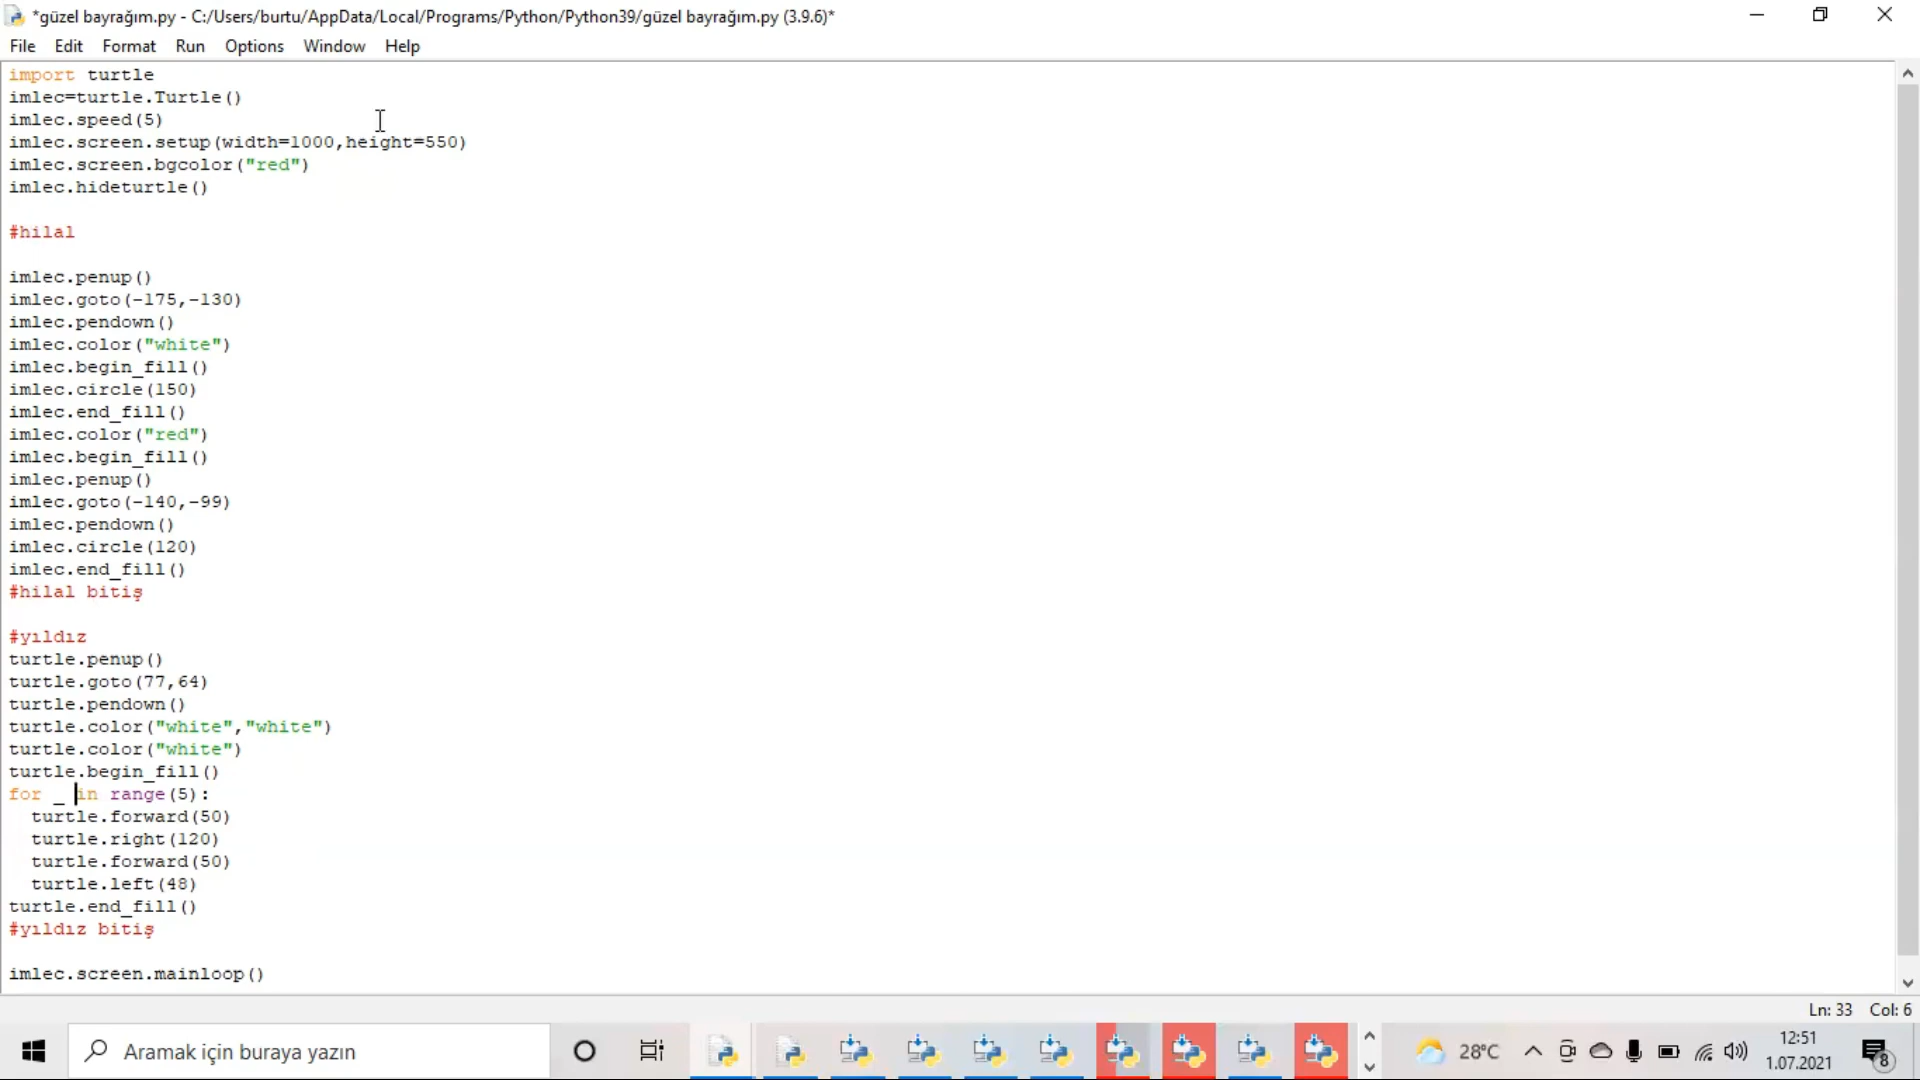 *güzel bayrağım.py - C:/Users/burtu/AppData/Local/Programs/Python/Python39/güzel bayrağım.py (3.9.6)*
File Edit Format Run Options Window Help
import turtle
imlec=turtle.Turtle()
imlec.speed(5)
imlec.screen.setup(width=1000,height=550)
imlec.screen.bgcolor("red")
imlec.hideturtle()
#hilal
imlec.penup()
imlec.goto(-175,-130)
imlec.pendown()
imlec.color("white")
imlec.begin_fill()
imlec.circle(150)
imlec.end_fill()
imlec.color("red")
imlec.begin_fill()
imlec.penup()
imlec.goto(-140,-99)
imlec.pendown()
imlec.circle(120)
imlec.end_fill()
#hilal bitiş
#yıldız
turtle.penup()
turtle.goto(77,64)
turtle.pendown()
turtle.color("white","white")
turtle.color("white")
turtle.begin_fill()
for _ in range(5):
  turtle.forward(50)
  turtle.right(120)
  turtle.forward(50)
  turtle.left(48)
turtle.end_fill()
#yıldız bitiş
imlec.screen.mainloop()
Ln: 33 Col: 6
Aramak için buraya yazın
28°C
12:51
1.07.2021
8